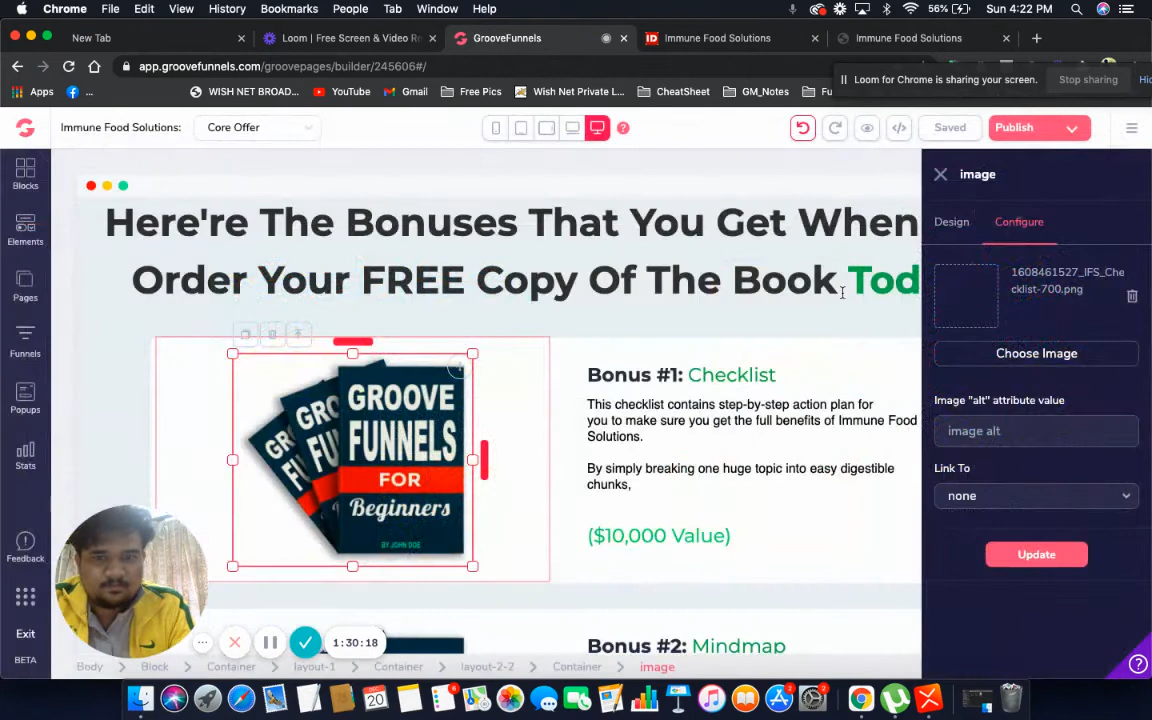 Chrome File Edit View History Bookmarks People Tab Window Help 56% Sun 4:22 PM
New Tab Loom | Free Screen & Video Re GrooveFunnels Immune Food Solutions Immune Food Solutions
app.groovefunnels.com/groovepages/builder/245606#/
Loom for Chrome is sharing your screen. Stop sharing Hid
Apps ... WISH NET BROAD... YouTube Gmail Free Pics Wish Net Private L... CheatSheet GM_Notes Fu
Immune Food Solutions: Core Offer Saved Publish
Blocks
Elements
Pages
Funnels
Popups
Stats
Feedback
Exit
BETA
Here're The Bonuses That You Get When
Order Your FREE Copy Of The Book Tod
GROOVE
FUNNELS
FOR
Beginners
BY JOHN DOE
Bonus #1: Checklist
This checklist contains step-by-step action plan for
you to make sure you get the full benefits of Immune Food
Solutions.
By simply breaking one huge topic into easy digestible
chunks,
($10,000 Value)
Bonus #2: Mindmap
image
Design Configure
1608461527_IFS_Che
cklist-700.png
Choose Image
Image "alt" attribute value
image alt
Link To
none
Update
1:30:18
Body Block Container layout-1 Container layout-2-2 Container image
DEC
20
6
2
2